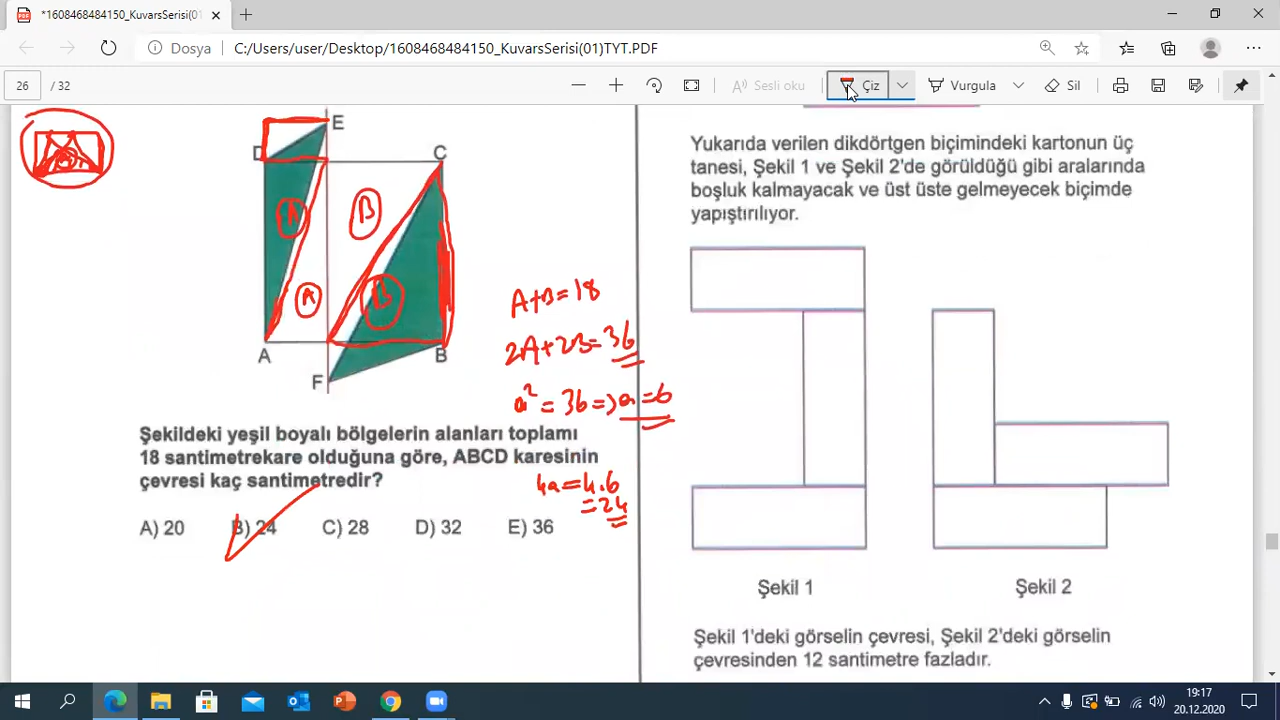 *1608468484150_KuvarsSerisi(01)
Dosya
C:/Users/user/Desktop/1608468484150_KuvarsSerisi(01)TYT.PDF
26 / 32
Sesli oku
Çiz
Vurgula
Sil
E
D
C
A
B
A
B
A
B
F
A+B=18
2A+2B=36
a²=36=>a=6
4a=4.6
=24
Şekildeki yeşil boyalı bölgelerin alanları toplamı
18 santimetrekare olduğuna göre, ABCD karesinin
çevresi kaç santimetredir?
A) 20 B) 24 C) 28 D) 32 E) 36
Yukarıda verilen dikdörtgen biçimindeki kartonun üç
tanesi, Şekil 1 ve Şekil 2'de görüldüğü gibi aralarında
boşluk kalmayacak ve üst üste gelmeyecek biçimde
yapıştırılıyor.
Şekil 1
Şekil 2
Şekil 1'deki görselin çevresi, Şekil 2'deki görselin
çevresinden 12 santimetre fazladır.
19:17
20.12.2020